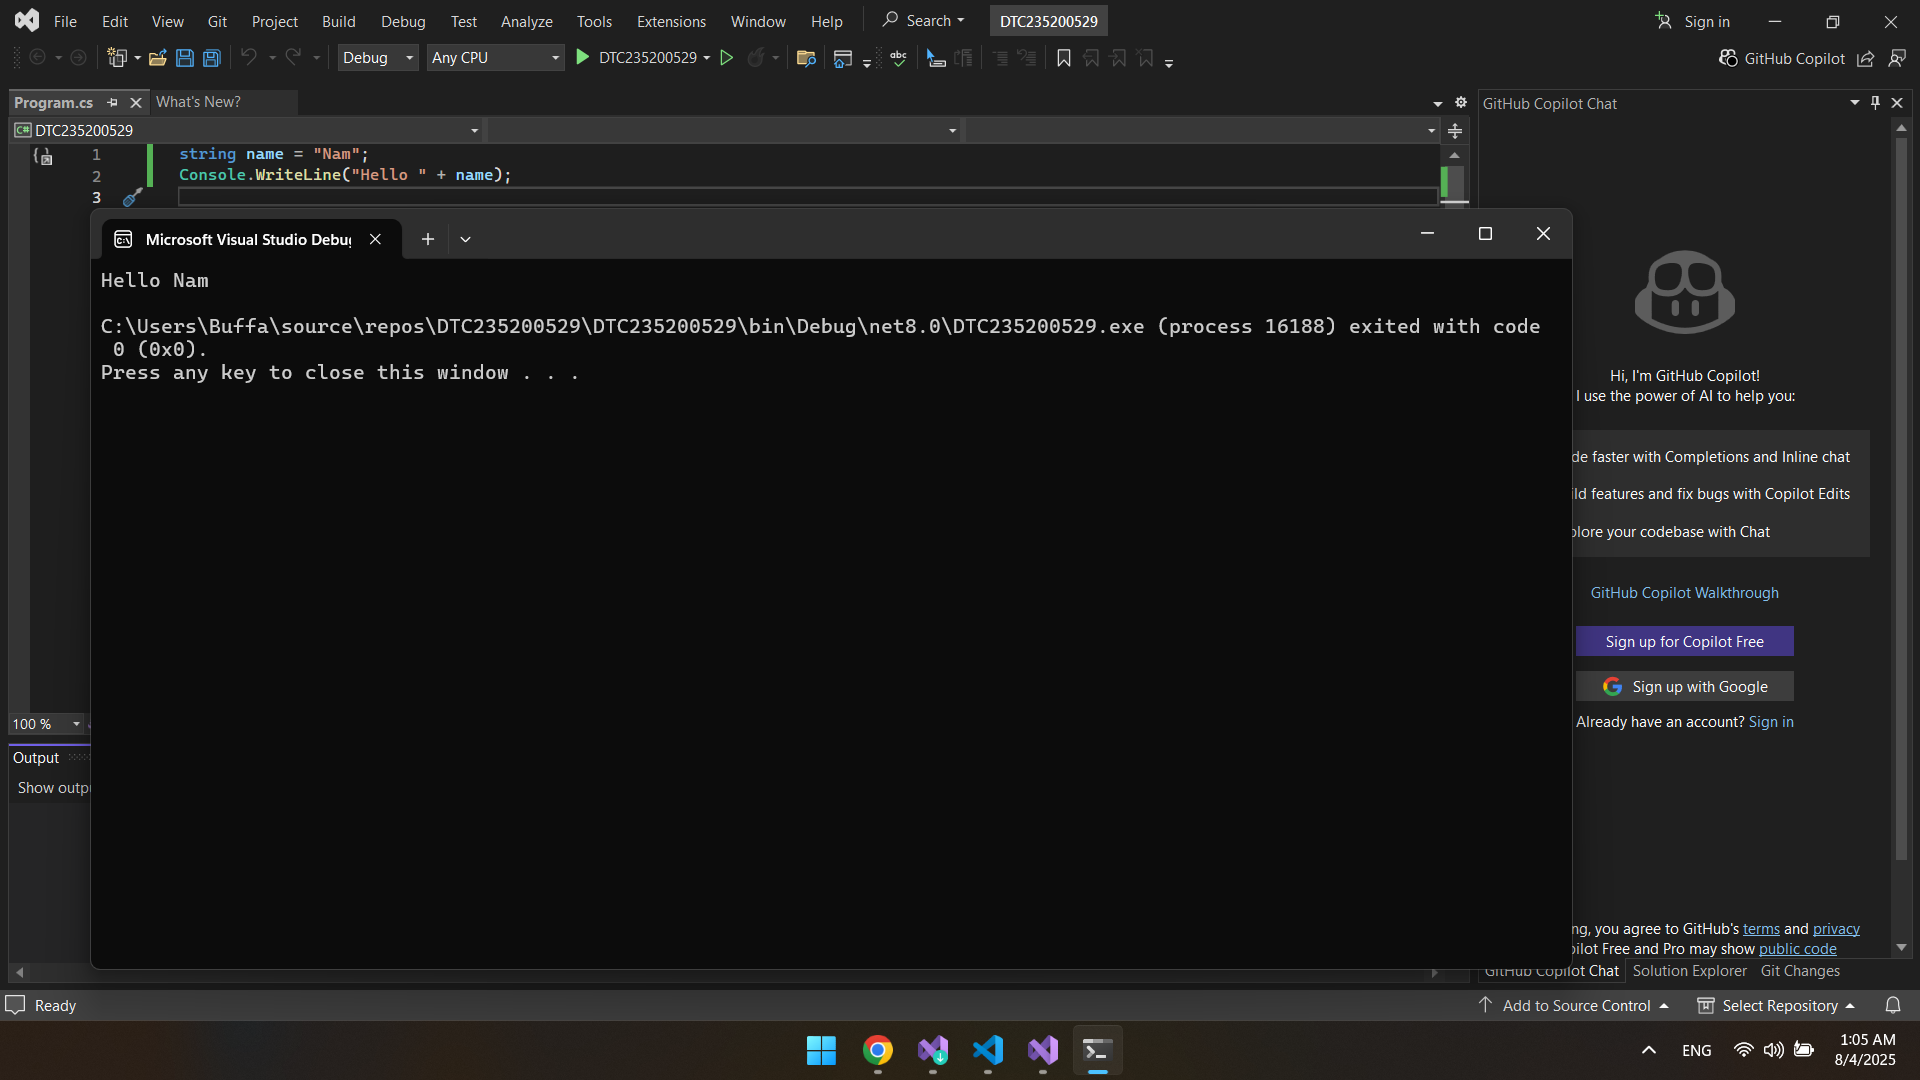 File Edit View Git Project Build Debug Test Analyze Tools Extensions Window Help Search DTC235200529 Sign in
Debug Any CPU DTC235200529 abc GitHub Copilot
Program.cs What's New?
GitHub Copilot Chat
C# DTC235200529
1 string name = "Nam";
2 Console.WriteLine("Hello " + name);
3
Microsoft Visual Studio Debug
Hello Nam
C:\Users\Buffa\source\repos\DTC235200529\DTC235200529\bin\Debug\net8.0\DTC235200529.exe (process 16188) exited with code
0 (0x0).
Press any key to close this window . . .
Hi, I'm GitHub Copilot!
I use the power of AI to help you:
faster with Completions and Inline chat
features and fix bugs with Copilot Edits
your codebase with Chat
GitHub Copilot Walkthrough
Sign up for Copilot Free
Sign up with Google
Already have an account? Sign in
you agree to GitHub's terms and privacy
Free and Pro may show public code
GitHub Copilot Chat Solution Explorer Git Changes
100 %
Output
Show
Ready Add to Source Control Select Repository
ENG 1:05 AM
8/4/2025